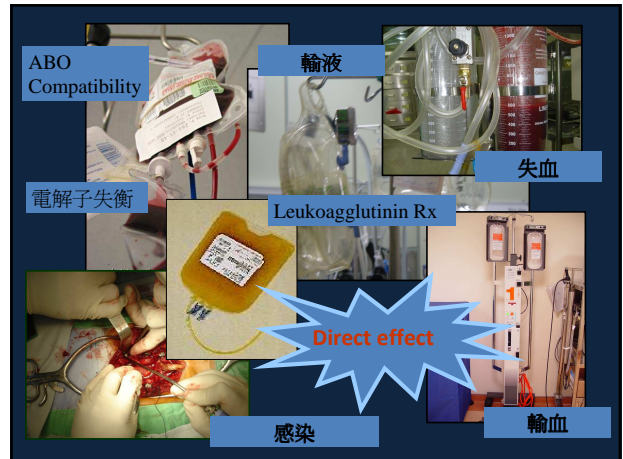 ABO
Compatibility
輸液
失血
電解子失衡
Leukoagglutinin Rx
Direct effect
1
感染
輸血